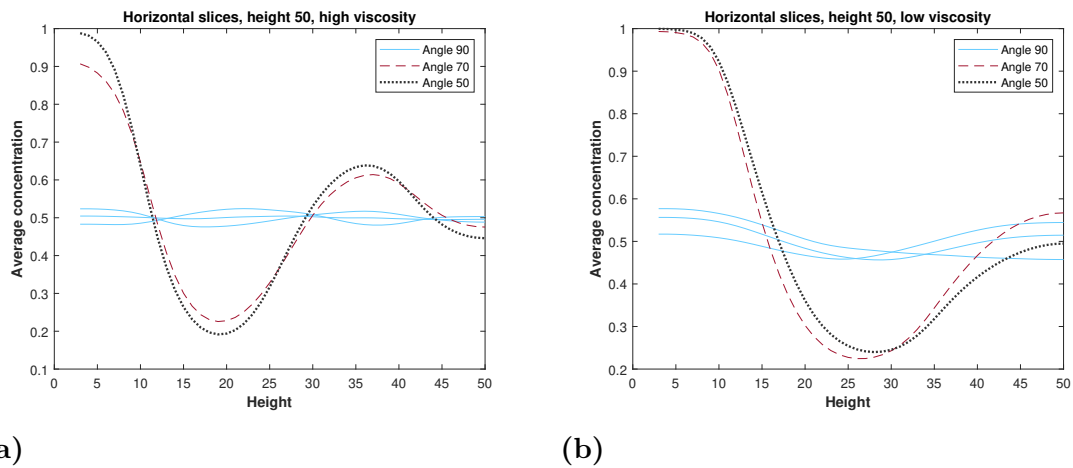 Horizontal slices, height 50, high viscosity
Average concentration
1
0.9
0.8
0.7
0.6
0.5
0.4
0.3
0.2
0.1
0 5 10 15 20 25 30 35 40 45 50
Height
Angle 90
Angle 70
Angle 50
a)
Horizontal slices, height 50, low viscosity
Average concentration
1
0.9
0.8
0.7
0.6
0.5
0.4
0.3
0.2
0 5 10 15 20 25 30 35 40 45 50
Height
Angle 90
Angle 70
Angle 50
(b)